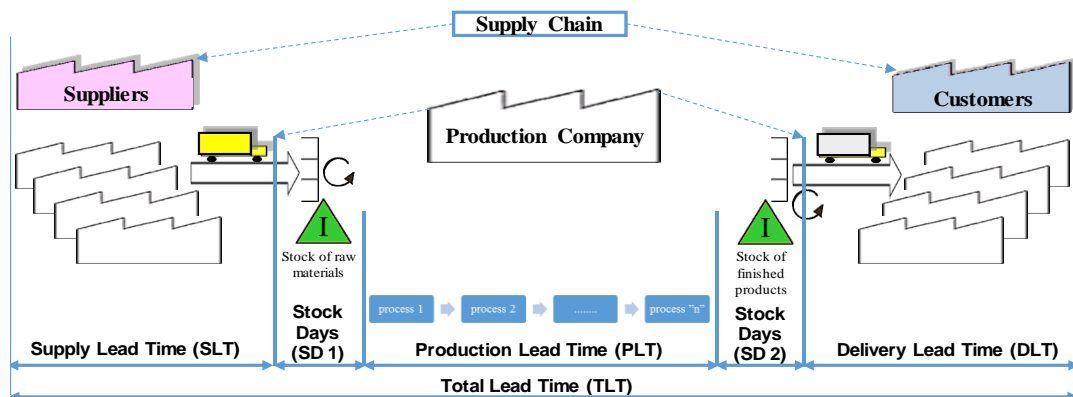 Supply Chain
Suppliers
Customers
Production Company
I
I
Stock of raw
materials
Stock of
finished
products
process 1
process 2
........
process ”n”
Stock
Days
(SD 1)
Stock
Days
(SD 2)
Supply Lead Time (SLT)
Production Lead Time (PLT)
Delivery Lead Time (DLT)
Total Lead Time (TLT)